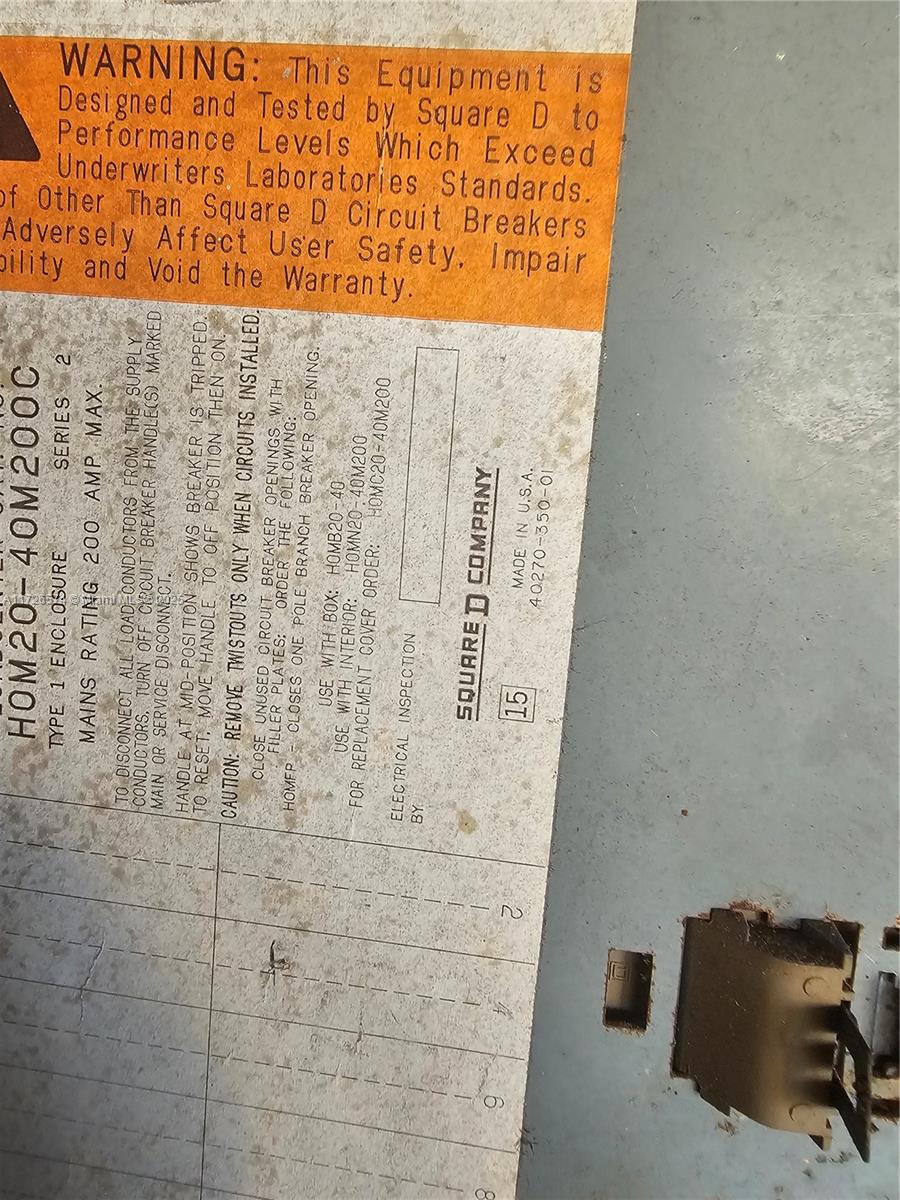 WARNING: This Equipment is
Designed and Tested by Square D to
Performance Levels Which Exceed
Underwriters Laboratories Standards.
of Other Than Square D Circuit Breakers
Adversely Affect User Safety, Impair
bility and Void the Warranty.
HOM20-40M200C
TYPE 1 ENCLOSURE SERIES 2
MAINS RATING 200 AMP MAX.
TO DISCONNECT ALL LOAD CONDUCTORS FROM THE SUPPLY
CONDUCTORS, TURN OFF CIRCUIT BREAKER HANDLE(S) MARKED
MAIN OR SERVICE DISCONNECT.
HANDLE AT MID-POSITION SHOWS BREAKER IS TRIPPED.
TO RESET, MOVE HANDLE TO OFF POSITION THEN ON.
CAUTION: REMOVE TWISTOUTS ONLY WHEN CIRCUITS INSTALLED.
CLOSE UNUSED CIRCUIT BREAKER OPENINGS WITH
FILLER PLATES; ORDER THE FOLLOWING:
HOMFP - CLOSES ONE POLE BRANCH BREAKER OPENING.
USE WITH BOX: HOMB20-40
USE WITH INTERIOR: HOMN20-40M200
FOR REPLACEMENT COVER ORDER: HOMC20-40M200
ELECTRICAL INSPECTION
BY:
SQUARE D COMPANY
15
MADE IN U.S.A.
40270-350-01
2
4
6
8